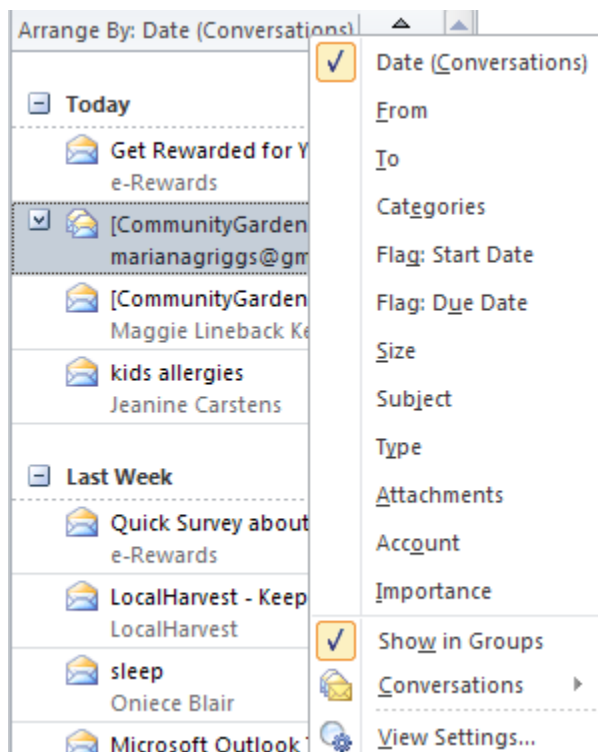 Arrange By: Date (Conversations)
Today
Get Rewarded for Y
e-Rewards
[CommunityGarden
marianagriggs@gm
[CommunityGarden
Maggie Lineback Ke
kids allergies
Jeanine Carstens
Last Week
Quick Survey about
e-Rewards
LocalHarvest - Keep
LocalHarvest
sleep
Oniece Blair
Microsoft Outlook
Date (Conversations)
From
To
Categories
Flag: Start Date
Flag: Due Date
Size
Subject
Type
Attachments
Account
Importance
Show in Groups
Conversations
View Settings...